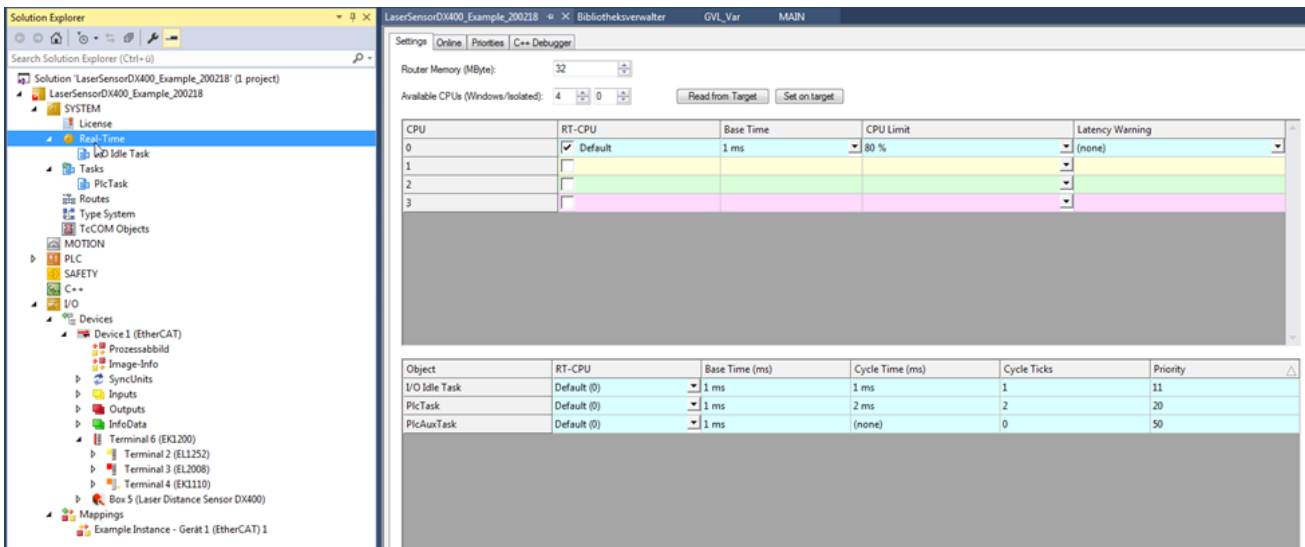 Solution Explorer
Search Solution Explorer (Ctrl+ü)
Solution 'LaserSensorDX400_Example_200218' (1 project)
LaserSensorDX400_Example_200218
SYSTEM
License
Real-Time
I/O Idle Task
Tasks
PlcTask
Routes
Type System
TcCOM Objects
MOTION
PLC
SAFETY
C++
I/O
Devices
Device 1 (EtherCAT)
Prozessabbild
Image-Info
SyncUnits
Inputs
Outputs
InfoData
Terminal 6 (EK1200)
Terminal 2 (EL1252)
Terminal 3 (EL2008)
Terminal 4 (EK1110)
Box 5 (Laser Distance Sensor DX400)
Mappings
Example Instance - Gerät 1 (EtherCAT) 1
LaserSensorDX400_Example_200218 Bibliotheksverwalter GVL_Var MAIN
Settings Online Priorities C++ Debugger
Router Memory (MByte): 32
Available CPUs (Windows/Isolated): 4 0 Read from Target Set on target
CPU RT-CPU Base Time CPU Limit Latency Warning
0 Default 1 ms 80 % (none)
1
2
3
Object RT-CPU Base Time (ms) Cycle Time (ms) Cycle Ticks Priority
I/O Idle Task Default (0) 1 ms 1 ms 1 11
PlcTask Default (0) 1 ms 2 ms 2 20
PlcAuxTask Default (0) 1 ms (none) 0 50